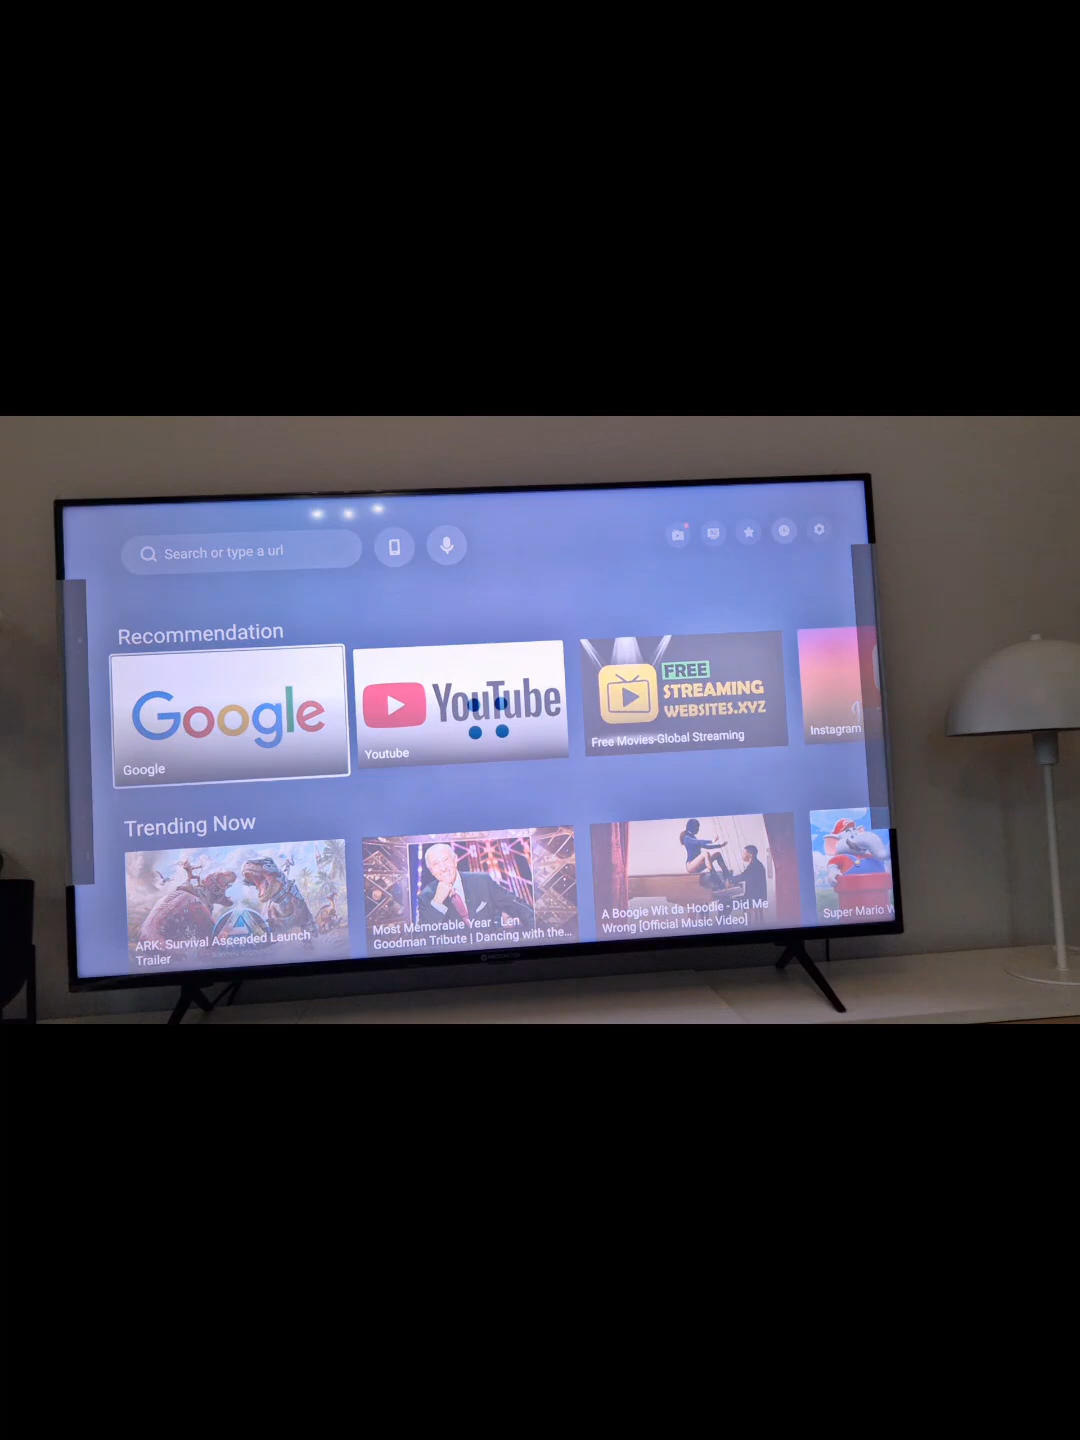 Search or type a url
Recommendation
Google
Google
YouTube
Youtube
FREE
STREAMING
WEBSITES.XYZ
Free Movies-Global Streaming
Instagram
Trending Now
ARK: Survival Ascended Launch
Trailer
Most Memorable Year - Len
Goodman Tribute | Dancing with the...
A Boogie Wit da Hoodie - Did Me
Wrong [Official Music Video]
Super Mario